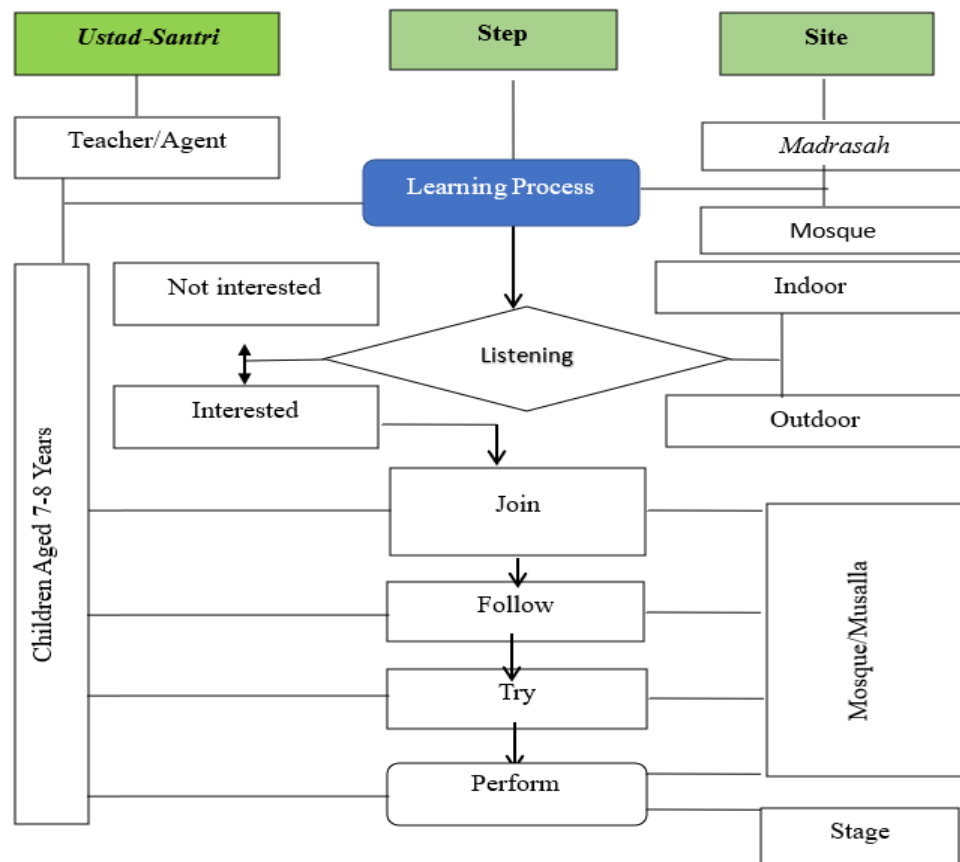 Ustad-Santri
Step
Site
Teacher/Agent
Madrasah
Learning Process
Mosque
Not interested
Indoor
Listening
Interested
Outdoor
Children Aged 7-8 Years
Join
Mosque/Musalla
Follow
Try
Perform
Stage